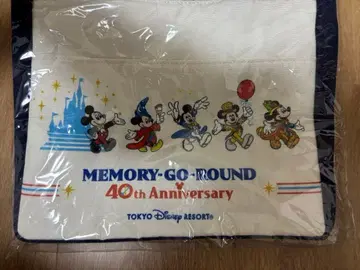 MEMORY-GO-ROUND
40th Anniversary
TOKYO Disney RESORT®